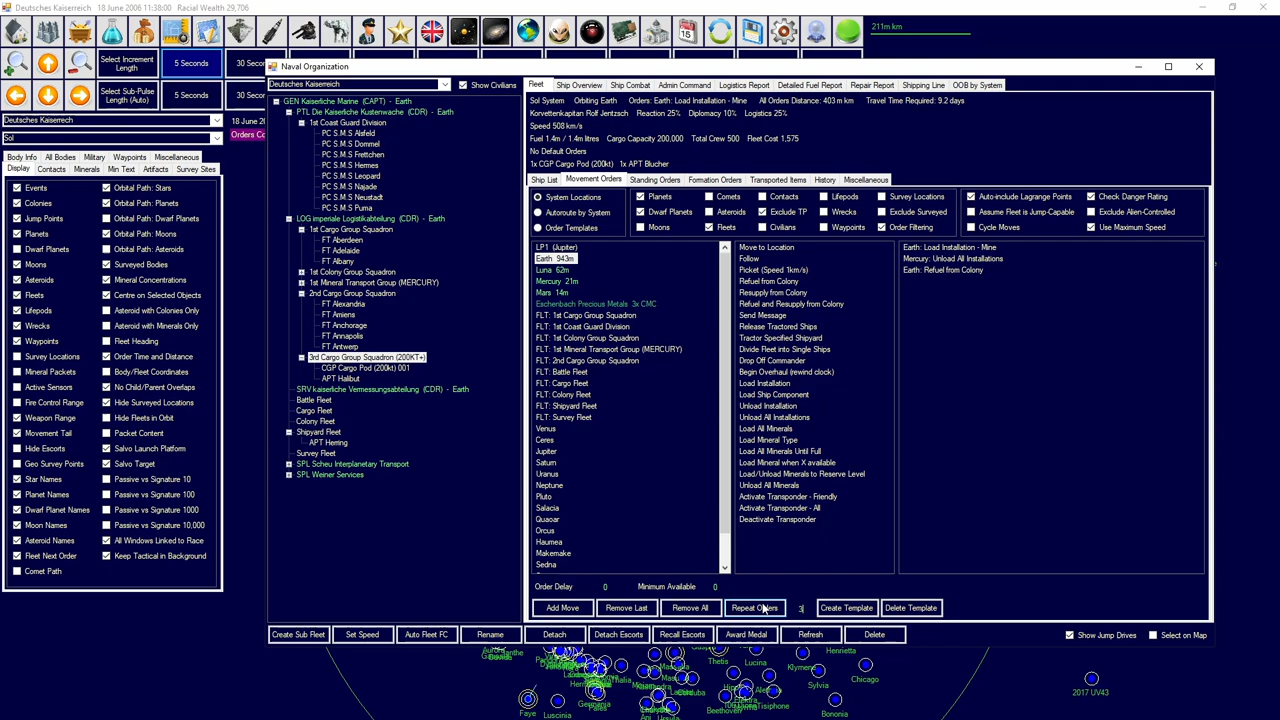 Deutsches Kaiserreich   18 June 2006 11:38:00   Racial Wealth 29,706
211m km
Select Increment Length
5 Seconds
30 Sec
Select Sub-Pulse Length (Auto)
5 Seconds
30 Sec
Deutsches Kaiserreich
18 June 20
Sol
Orders Co
Body Info
All Bodies
Military
Waypoints
Miscellaneous
Display
Contacts
Minerals
Min Text
Artifacts
Survey Sites
Events
Orbital Path: Stars
Colonies
Orbital Path: Planets
Jump Points
Orbital Path: Dwarf Planets
Planets
Orbital Path: Moons
Dwarf Planets
Orbital Path: Asteroids
Moons
Surveyed Bodies
Asteroids
Mineral Concentrations
Fleets
Centre on Selected Objects
Lifepods
Asteroid with Colonies Only
Wrecks
Asteroid with Minerals Only
Waypoints
Fleet Heading
Survey Locations
Order Time and Distance
Mineral Packets
Body/Fleet Coordinates
Active Sensors
No Child/Parent Overlaps
Fire Control Range
Hide Surveyed Locations
Weapon Range
Hide Fleets in Orbit
Movement Tail
Packet Content
Hide Escorts
Salvo Launch Platform
Geo Survey Points
Salvo Target
Star Names
Passive vs Signature 10
Planet Names
Passive vs Signature 100
Dwarf Planet Names
Passive vs Signature 1000
Moon Names
Passive vs Signature 10,000
Asteroid Names
All Windows Linked to Race
Fleet Next Order
Keep Tactical in Background
Comet Path
Naval Organization
Deutsches Kaiserreich
Show Civilians
GEN Kaiserliche Marine (CAPT) - Earth
PTL Die Kaiserliche Kustenwache (CDR) - Earth
1st Coast Guard Division
PC S.M.S Alsfeld
PC S.M.S Dommel
PC S.M.S Frettchen
PC S.M.S Hermes
PC S.M.S Leopard
PC S.M.S Najade
PC S.M.S Neustadt
PC S.M.S Puma
LOG imperiale Logistikabteilung (CDR) - Earth
1st Cargo Group Squadron
FT Aberdeen
FT Adelaide
FT Albany
1st Colony Group Squadron
1st Mineral Transport Group (MERCURY)
2nd Cargo Group Squadron
FT Alexandria
FT Amiens
FT Anchorage
FT Annapolis
FT Antwerp
3rd Cargo Group Squadron (200KT+)
CGP Cargo Pod (200kt) 001
APT Halibut
SRV kaiserliche Vermessungsabteilung (CDR) - Earth
Battle Fleet
Cargo Fleet
Colony Fleet
Shipyard Fleet
APT Herring
Survey Fleet
SPL Scheu Interplanetary Transport
SPL Weiner Services
Fleet
Ship Overview
Ship Combat
Admin Command
Logistics Report
Detailed Fuel Report
Repair Report
Shipping Line
OOB by System
Sol System   Orbiting Earth   Orders: Earth: Load Installation - Mine   All Orders Distance: 403 m km   Travel Time Required: 9.2 days
Korvettenkapitan Rolf Jentzsch   Reaction 25%   Diplomacy 10%   Logistics 25%
Speed 508 km/s
Fuel 1.4m / 1.4m litres   Cargo Capacity 200,000   Total Crew 500   Fleet Cost 1,575
No Default Orders
1x CGP Cargo Pod (200kt)   1x APT Blucher
Ship List
Movement Orders
Standing Orders
Formation Orders
Transported Items
History
Miscellaneous
System Locations
Planets
Comets
Contacts
Lifepods
Survey Locations
Auto-include Lagrange Points
Check Danger Rating
Autoroute by System
Dwarf Planets
Asteroids
Exclude TP
Wrecks
Exclude Surveyed
Assume Fleet is Jump-Capable
Exclude Alien-Controlled
Order Templates
Moons
Fleets
Civilians
Waypoints
Order Filtering
Cycle Moves
Use Maximum Speed
LP1 (Jupiter)
Earth 943m
Luna 62m
Mercury 21m
Mars 14m
Eschenbach Precious Metals 3x CMC
FLT: 1st Cargo Group Squadron
FLT: 1st Coast Guard Division
FLT: 1st Colony Group Squadron
FLT: 1st Mineral Transport Group (MERCURY)
FLT: 2nd Cargo Group Squadron
FLT: Battle Fleet
FLT: Cargo Fleet
FLT: Colony Fleet
FLT: Shipyard Fleet
FLT: Survey Fleet
Venus
Ceres
Jupiter
Saturn
Uranus
Neptune
Pluto
Salacia
Quaoar
Orcus
Haumea
Makemake
Sedna
Move to Location
Follow
Picket (Speed 1km/s)
Refuel from Colony
Resupply from Colony
Refuel and Resupply from Colony
Send Message
Release Tractored Ships
Tractor Specified Shipyard
Divide Fleet into Single Ships
Drop Off Commander
Begin Overhaul (rewind clock)
Load Installation
Load Ship Component
Unload Installation
Unload All Installations
Load All Minerals
Load Mineral Type
Load All Minerals Until Full
Load Mineral when X available
Load/Unload Minerals to Reserve Level
Unload All Minerals
Activate Transponder - Friendly
Activate Transponder - All
Deactivate Transponder
Earth: Load Installation - Mine
Mercury: Unload All Installations
Earth: Refuel from Colony
Order Delay   0   Minimum Available   0
Add Move
Remove Last
Remove All
Repeat Orders
3
Create Template
Delete Template
Create Sub Fleet
Set Speed
Auto Fleet FC
Rename
Detach
Detach Escorts
Recall Escorts
Award Medal
Refresh
Delete
Show Jump Drives
Select on Map
Thetis
Lucina
Klymene
Henrietta
Sylvia
Chicago
2017 UV43
Faye
Luscinia
Germania
Beethoven
Tisiphone
Bononia